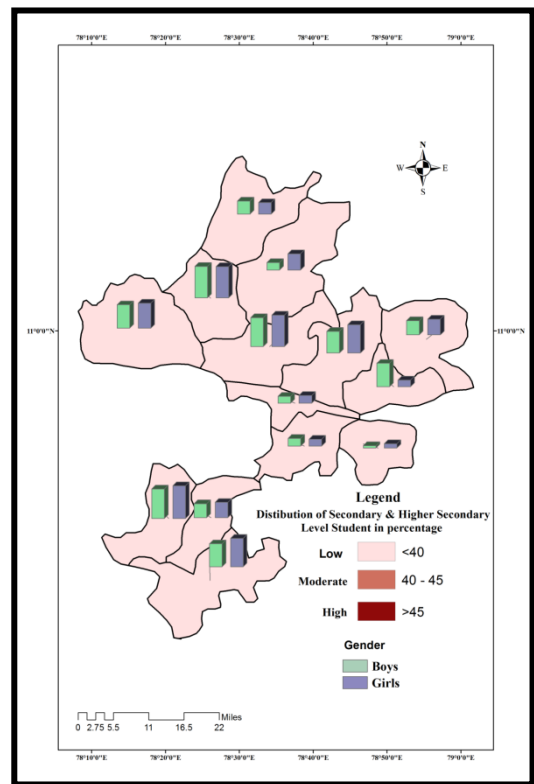 78°10'0"E 78°20'0"E 78°30'0"E 78°40'0"E 78°50'0"E 79°0'0"E
N
W E
S
11°0'0"N 11°0'0"N
Legend
Distibution of Secondary & Higher Secondary
Level Student in percentage
Low <40
Moderate 40 - 45
High >45
Gender
Boys
Girls
Miles
0 2.75 5.5 11 16.5 22
78°10'0"E 78°20'0"E 78°30'0"E 78°40'0"E 78°50'0"E 79°0'0"E